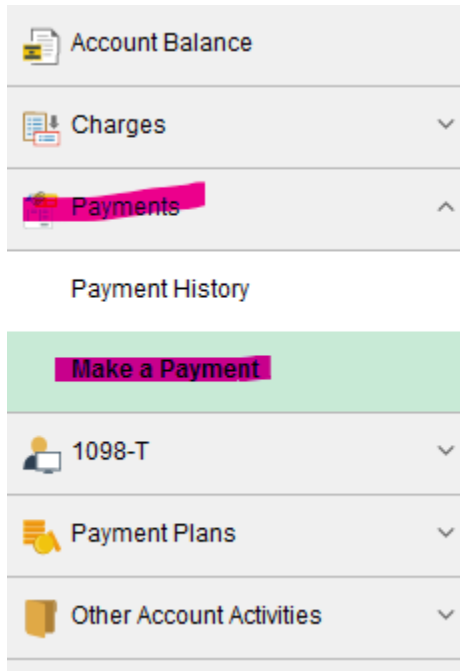 Account Balance
Charges
Payments
Payment History
Make a Payment
1098-T
Payment Plans
Other Account Activities